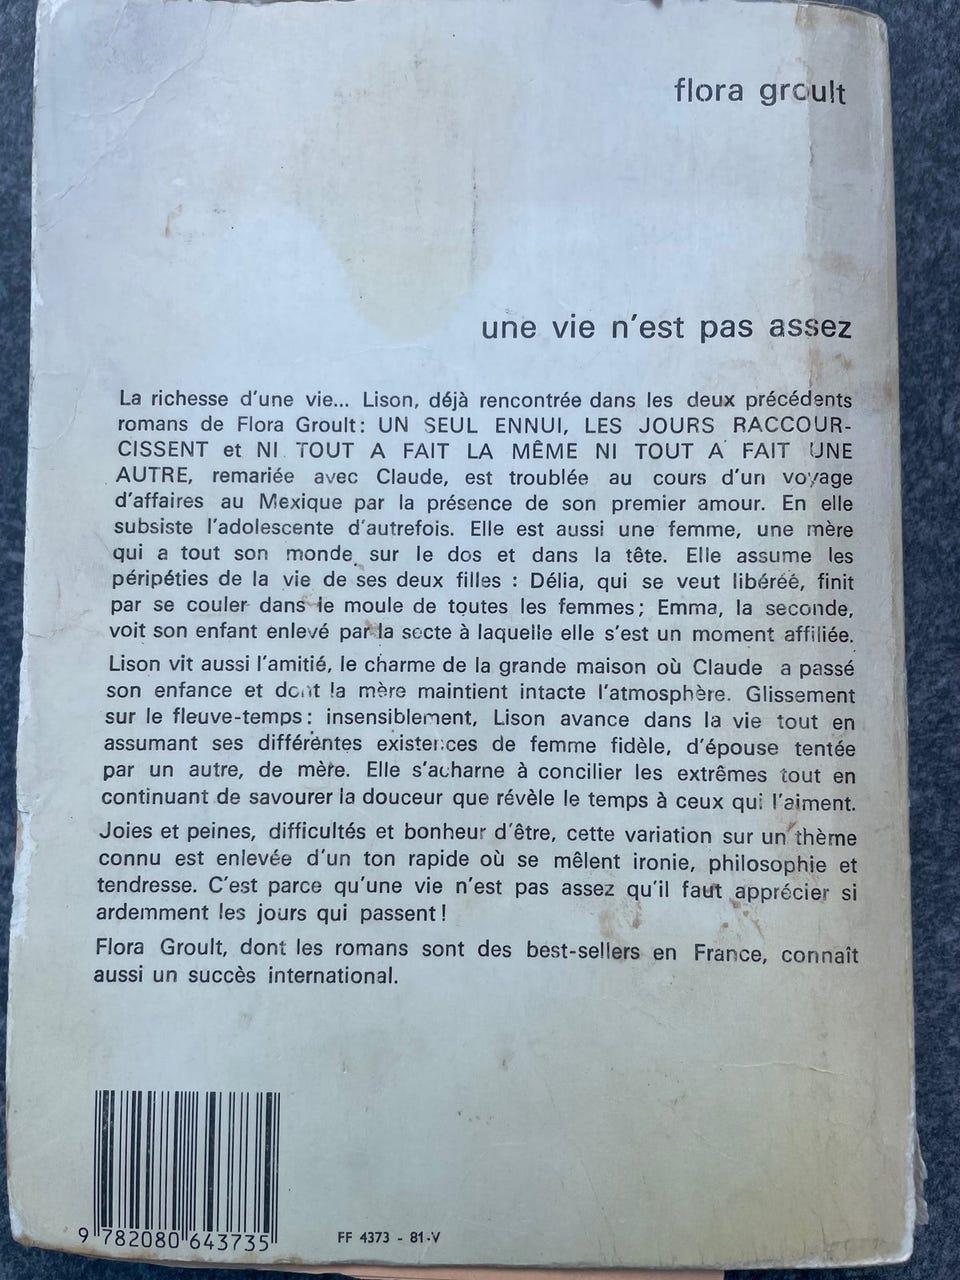 flora groult
une vie n'est pas assez
La richesse d'une vie... Lison, déjà rencontrée dans les deux précédents
romans de Flora Groult: UN SEUL ENNUI, LES JOURS RACCOUR-
CISSENT et NI TOUT A FAIT LA MÊME NI TOUT A FAIT UNE
AUTRE, remariée avec Claude, est troublée au cours d'un voyage
d'affaires au Mexique par la présence de son premier amour. En elle
subsiste l'adolescente d'autrefois. Elle est aussi une femme, une mère
qui a tout son monde sur le dos et dans la tête. Elle assume les
péripéties de la vie de ses deux filles : Délia, qui se veut libéréé, finit
par se couler dans le moule de toutes les femmes; Emma, la seconde,
voit son enfant enlevé par la secte à laquelle elle s'est un moment affiliée.
Lison vit aussi l'amitié, le charme de la grande maison où Claude a passé
son enfance et dont la mère maintient intacte l'atmosphère. Glissement
sur le fleuve-temps: insensiblement, Lison avance dans la vie tout en
assumant ses différentes existences de femme fidèle, d'épouse tentée
par un autre, de mère. Elle s'acharne à concilier les extrêmes tout en
continuant de savourer la douceur que révèle le temps à ceux qui l'aiment.
Joies et peines, difficultés et bonheur d'être, cette variation sur un thème
connu est enlevée d'un ton rapide où se mêlent ironie, philosophie et
tendresse. C'est parce qu'une vie n'est pas assez qu'il faut apprécier si
ardemment les jours qui passent!
Flora Groult, dont les romans sont des best-sellers en France, connaît
aussi un succès international.
9 782080 643735
FF 4373 - 81-V